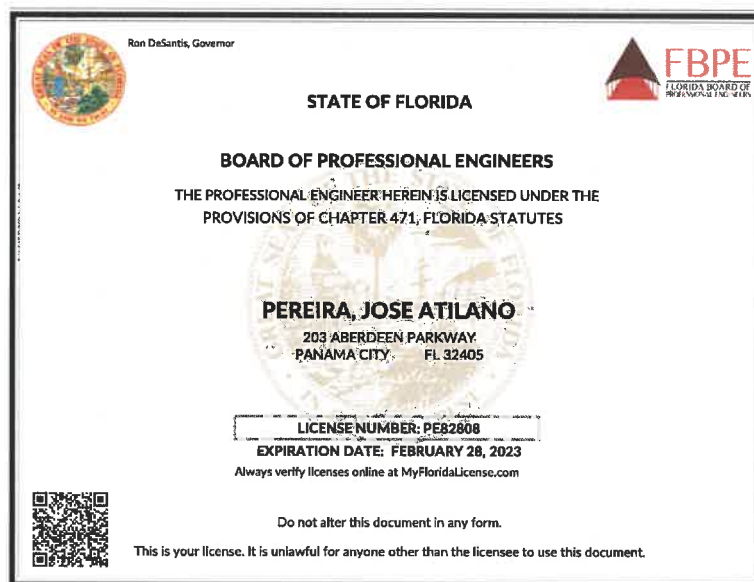 Ron DeSantis, Governor
FBPE
FLORIDA BOARD OF
PROFESSIONAL ENGINEERS
STATE OF FLORIDA
BOARD OF PROFESSIONAL ENGINEERS
THE PROFESSIONAL ENGINEER HEREIN IS LICENSED UNDER THE
PROVISIONS OF CHAPTER 471, FLORIDA STATUTES
PEREIRA, JOSE ATILANO
203 ABERDEEN PARKWAY
PANAMA CITY FL 32405
LICENSE NUMBER: PE82808
EXPIRATION DATE: FEBRUARY 28, 2023
Always verify licenses online at MyFloridaLicense.com
Do not alter this document in any form.
This is your license. It is unlawful for anyone other than the licensee to use this document.